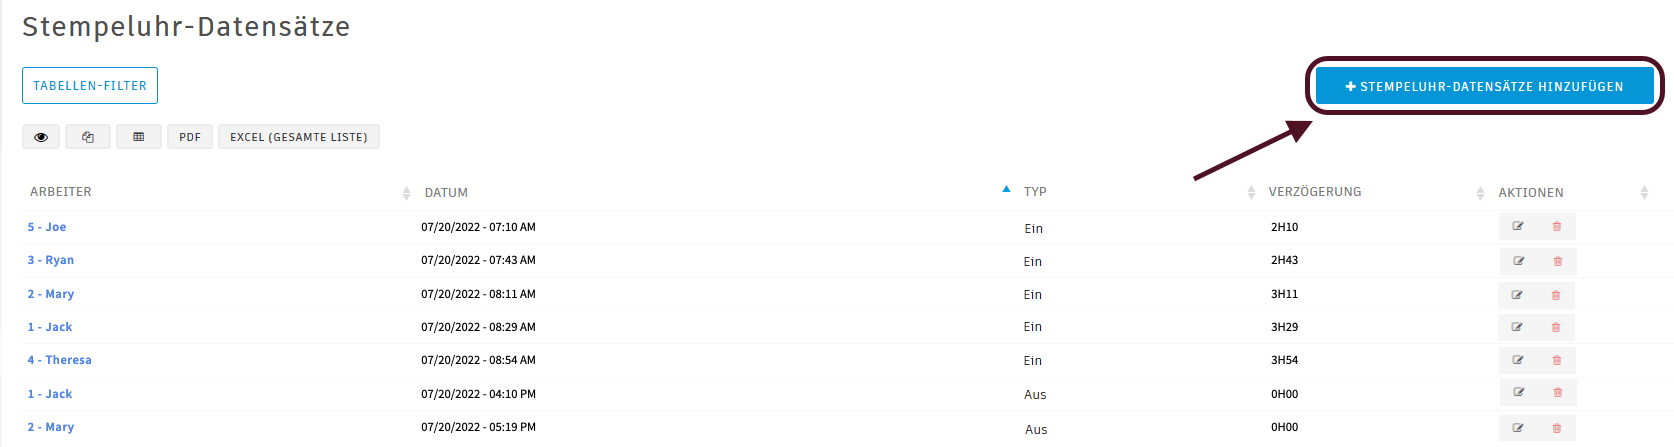 Stempeluhr-Datensätze
TABELLEN-FILTER
+ STEMPELUHR-DATENSÄTZE HINZUFÜGEN
PDF EXCEL (GESAMTE LISTE)
ARBEITER DATUM TYP VERZÖGERUNG AKTIONEN
5 - Joe 07/20/2022 - 07:10 AM Ein 2H10
3 - Ryan 07/20/2022 - 07:43 AM Ein 2H43
2 - Mary 07/20/2022 - 08:11 AM Ein 3H11
1 - Jack 07/20/2022 - 08:29 AM Ein 3H29
4 - Theresa 07/20/2022 - 08:54 AM Ein 3H54
1 - Jack 07/20/2022 - 04:10 PM Aus 0H00
2 - Mary 07/20/2022 - 05:19 PM Aus 0H00